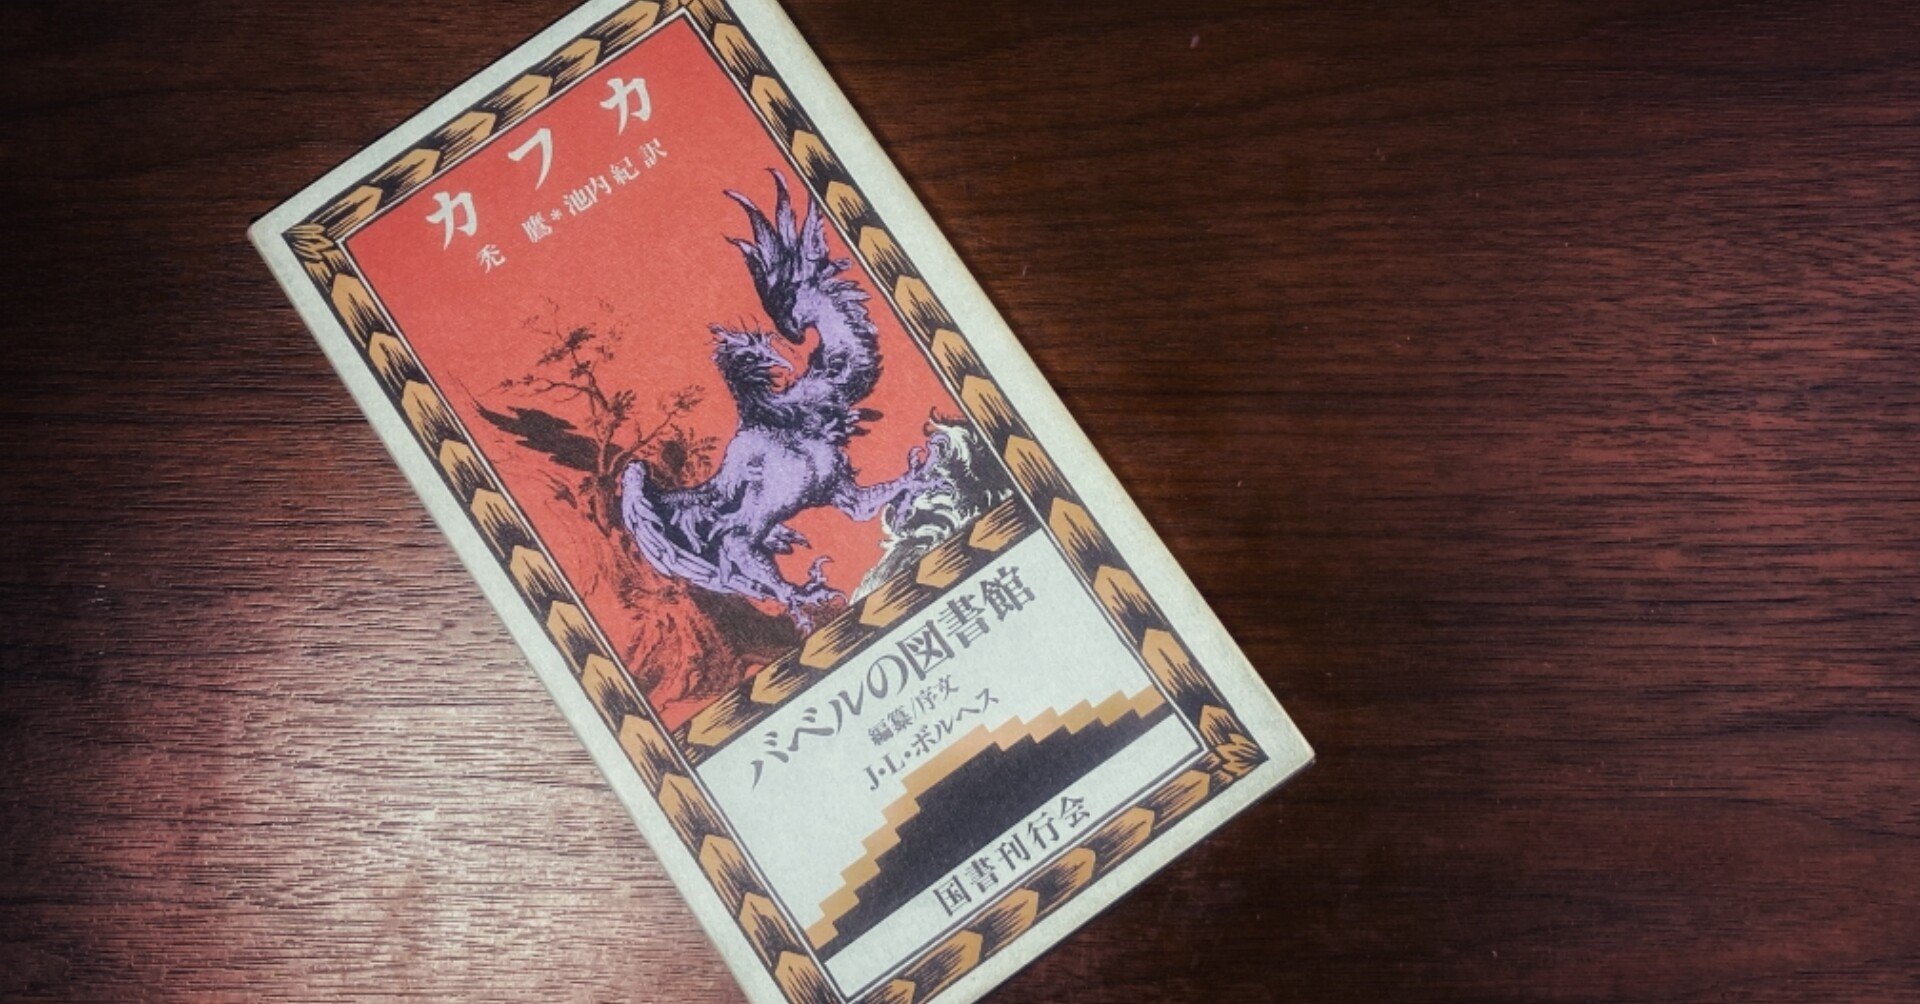 カフカ
禿鷹*池内紀訳
バベルの図書館
編纂/序文
J・L・ボルヘス
国書刊行会